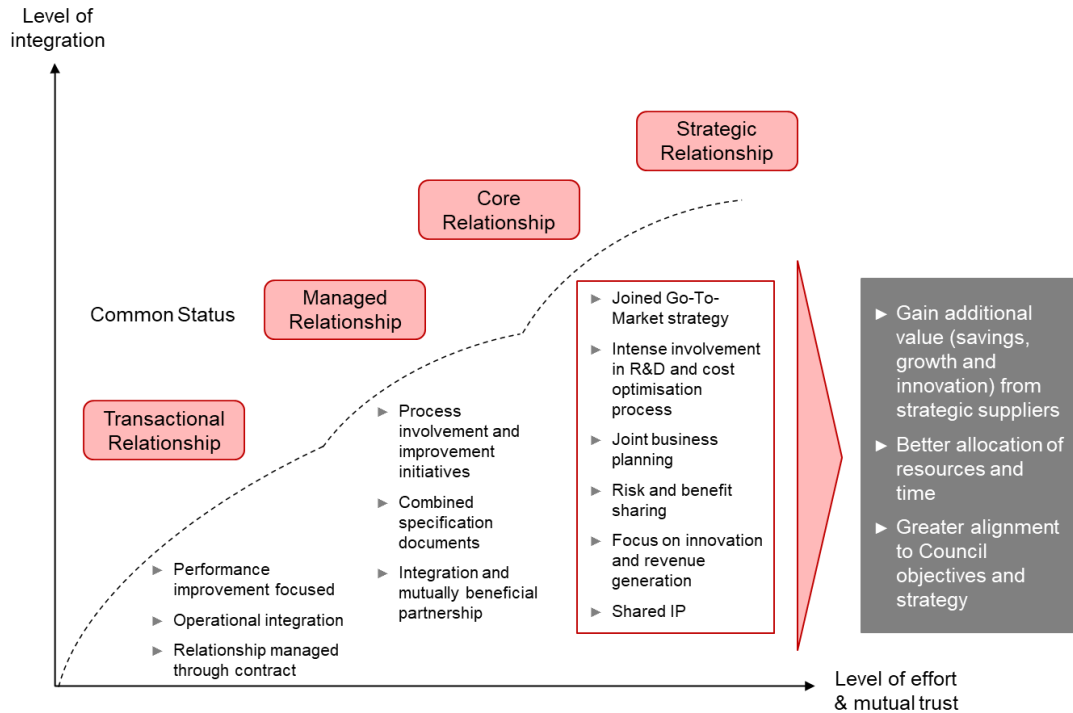 Level of
integration
Strategic
Relationship
Core
Relationship
Managed
Relationship
Common Status
Transactional
Relationship
► Performance
improvement focused
► Operational integration
► Relationship managed
through contract
► Process
involvement and
improvement
initiatives
► Combined
specification
documents
► Integration and
mutually beneficial
partnership
► Joined Go-To-
Market strategy
► Intense involvement
in R&D and cost
optimisation
process
► Joint business
planning
► Risk and benefit
sharing
► Focus on innovation
and revenue
generation
► Shared IP
► Gain additional
value (savings,
growth and
innovation) from
strategic suppliers
► Better allocation of
resources and
time
► Greater alignment
to Council
objectives and
strategy
Level of effort
& mutual trust